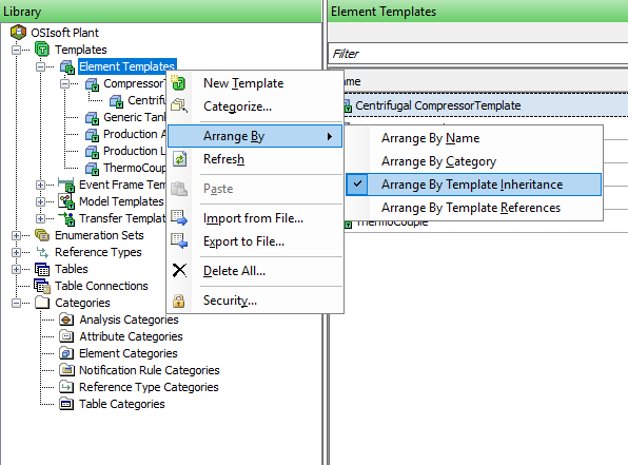 Library
OSIsoft Plant
Templates
Element Templates
Compressor
Centrifu
Generic Tank
Production A
Production L
ThermoCoup
Event Frame Tem
Model Templates
Transfer Templat
Enumeration Sets
Reference Types
Tables
Table Connections
Categories
Analysis Categories
Attribute Categories
Element Categories
Notification Rule Categories
Reference Type Categories
Table Categories
New Template
Categorize...
Arrange By
Refresh
Paste
Import from File...
Export to File...
Delete All...
Security...
Arrange By Name
Arrange By Category
Arrange By Template Inheritance
Arrange By Template References
Element Templates
Filter
ame
Centrifugal CompressorTemplate
ThermoCouple